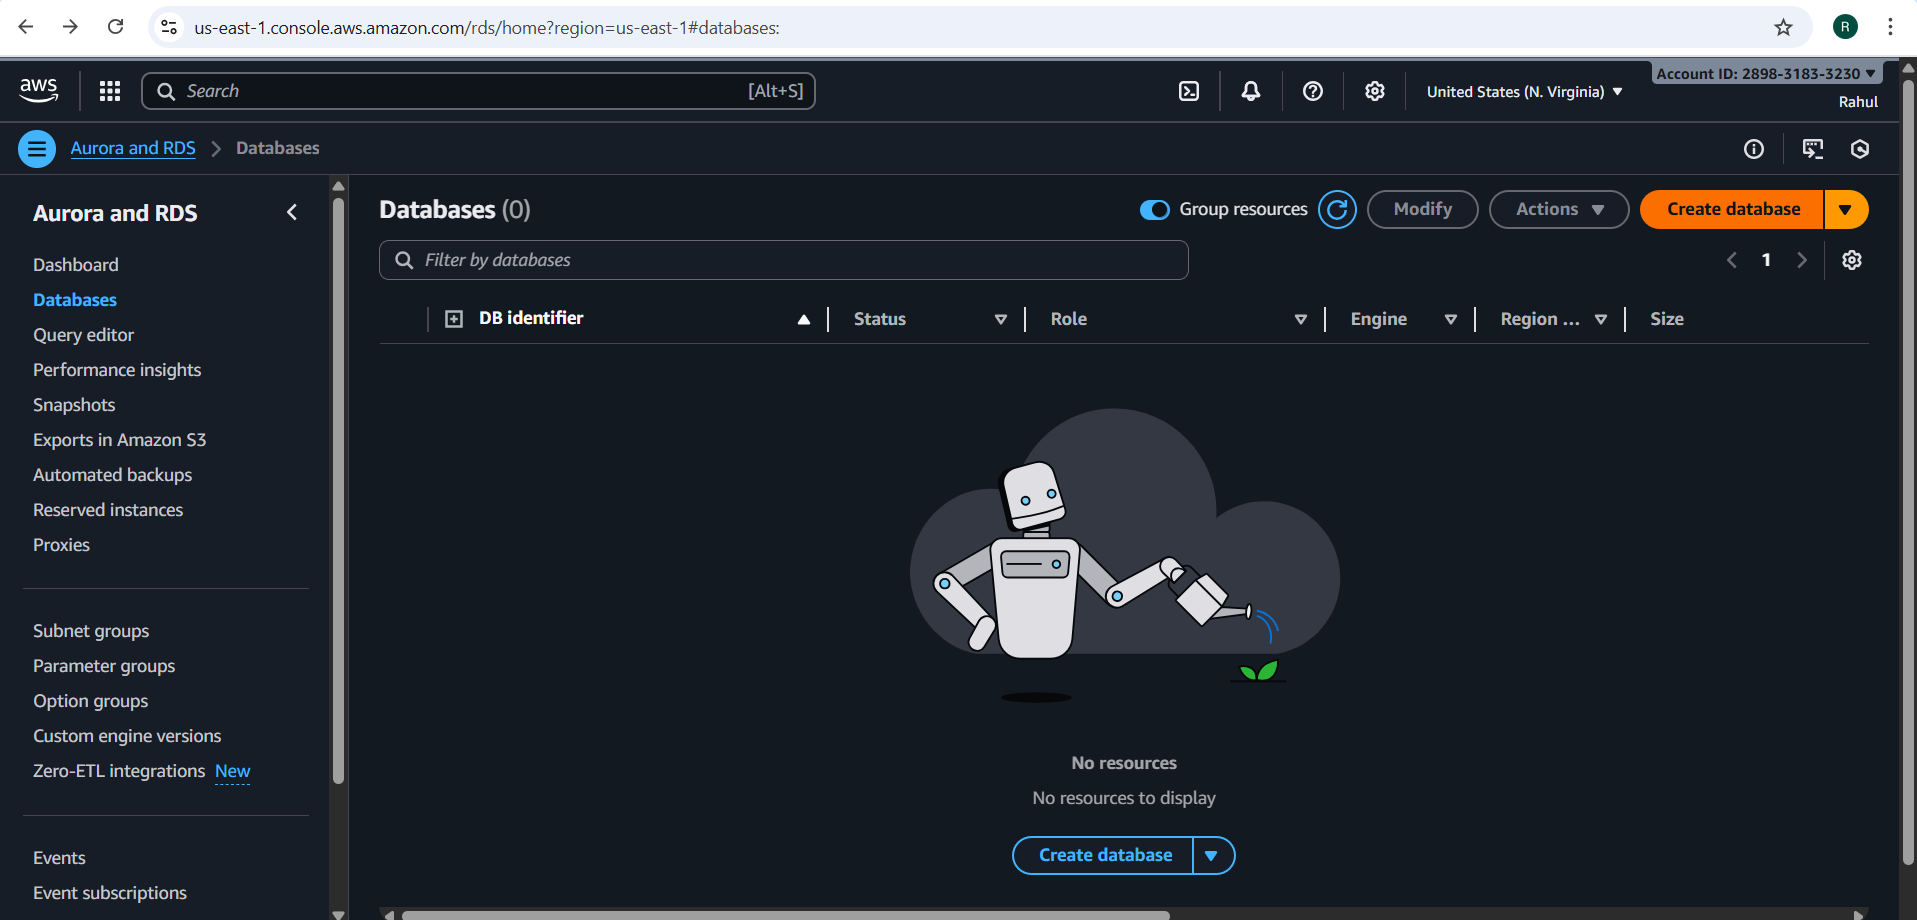 us-east-1.console.aws.amazon.com/rds/home?region=us-east-1#databases:
R
aws
Search
[Alt+S]
United States (N. Virginia)
Account ID: 2898-3183-3230
Rahul
Aurora and RDS
Databases
Aurora and RDS
Dashboard
Databases
Query editor
Performance insights
Snapshots
Exports in Amazon S3
Automated backups
Reserved instances
Proxies
Subnet groups
Parameter groups
Option groups
Custom engine versions
Zero-ETL integrations New
Events
Event subscriptions
Databases (0)
Group resources
Modify
Actions
Create database
Filter by databases
1
DB identifier
Status
Role
Engine
Region ...
Size
No resources
No resources to display
Create database